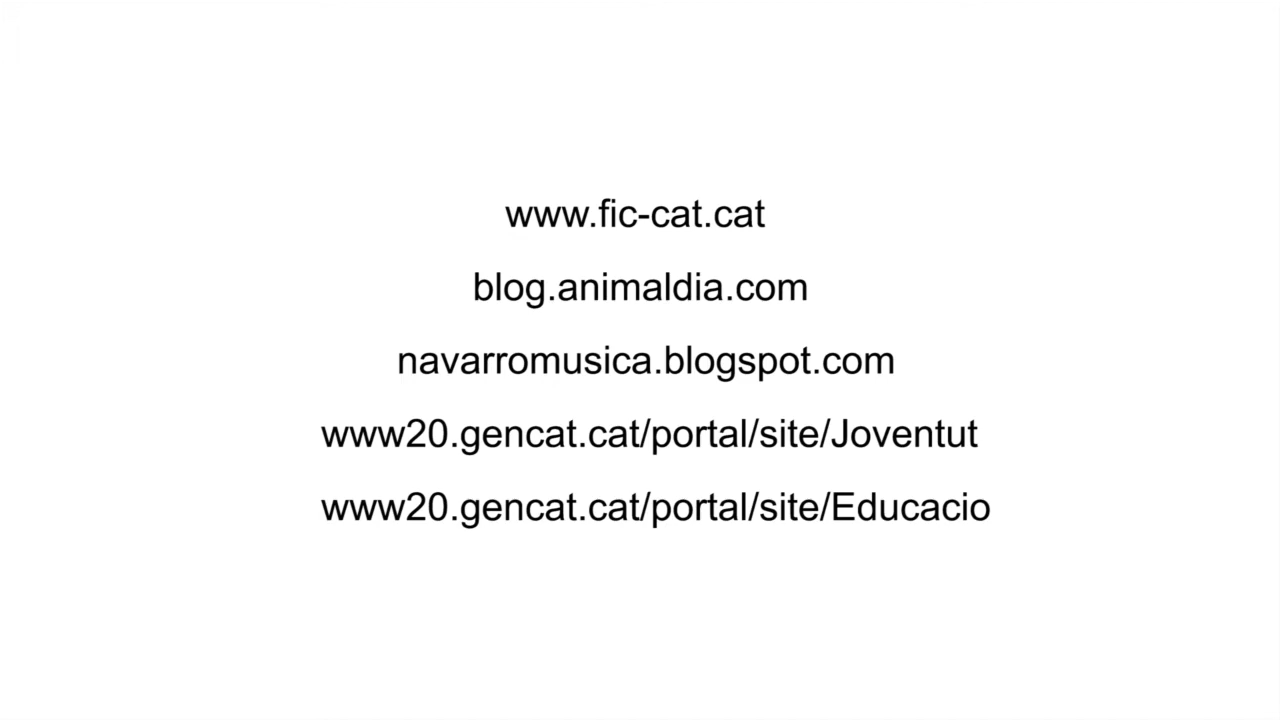 www.fic-cat.cat
blog.animaldia.com
navarromusica.blogspot.com
www20.gencat.cat/portal/site/Joventut
www20.gencat.cat/portal/site/Educacio